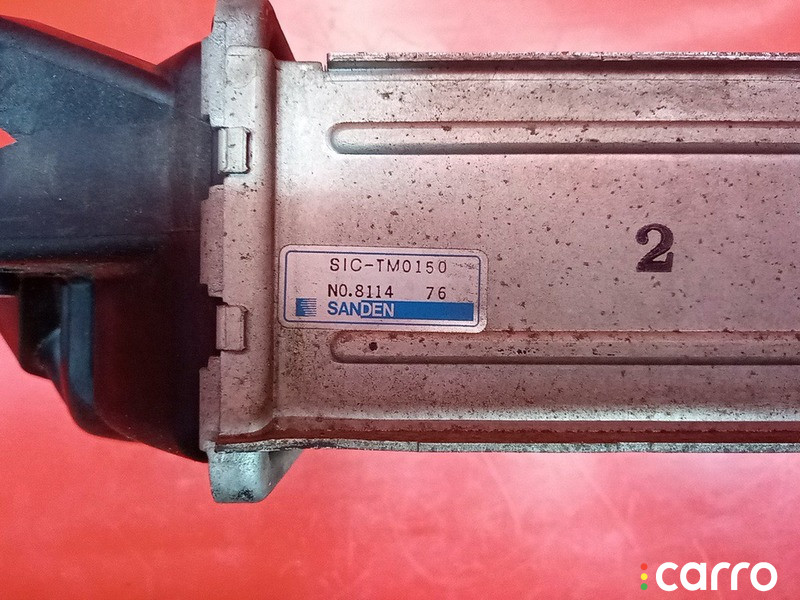 SIC-TM0150
NO.8114 76
SANDEN
2
carro